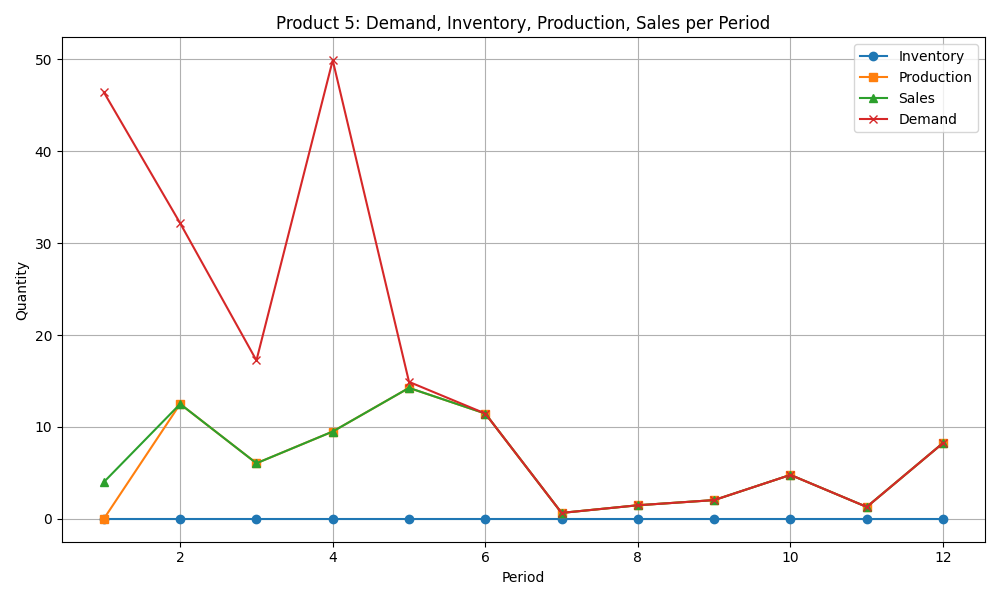 Product 5: Demand, Inventory, Production, Sales per Period
Inventory
Production
Sales
Demand
50
40
30
20
10
0
Quantity
2
4
6
8
10
12
Period